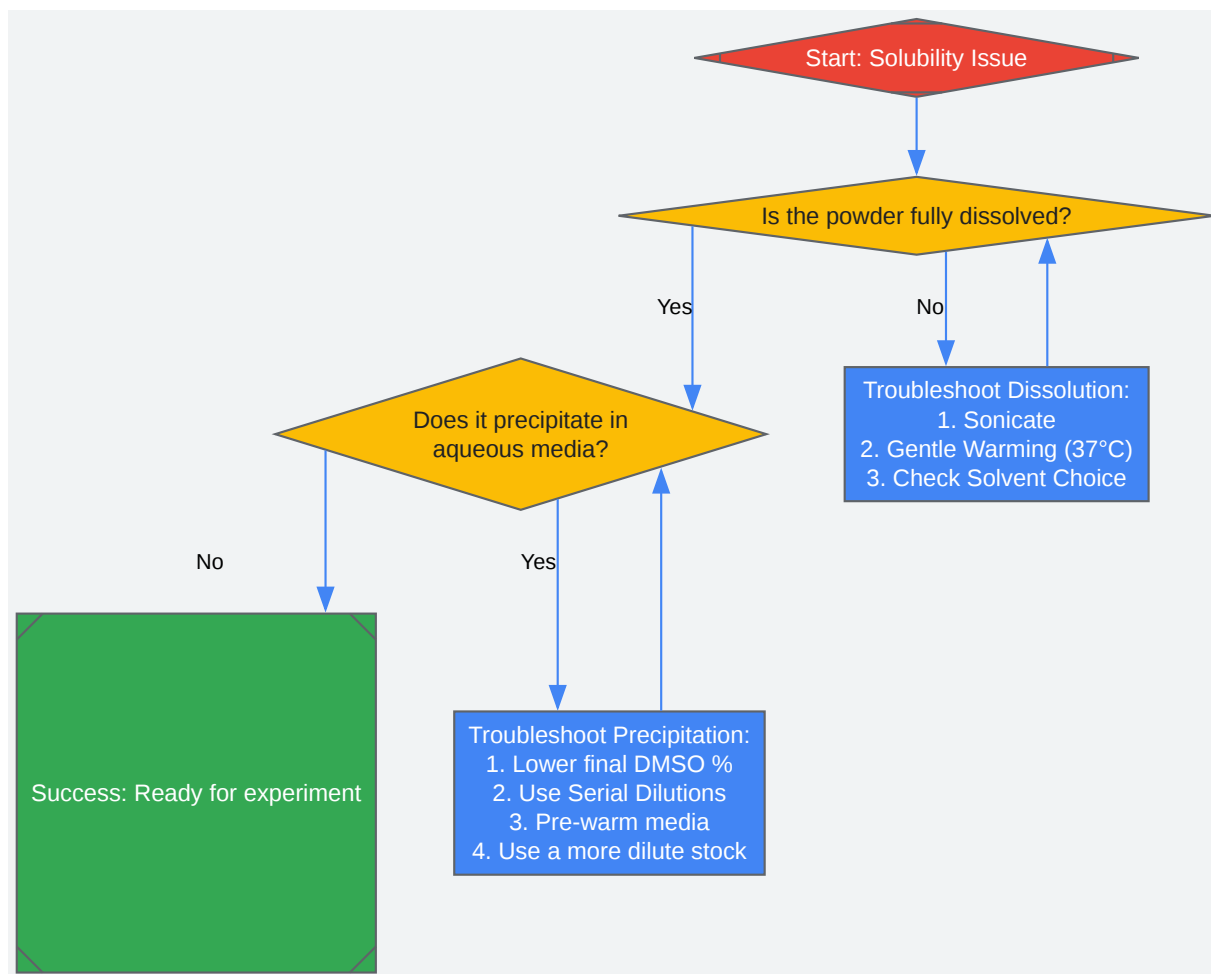 Start: Solubility Issue
Is the powder fully dissolved?
Yes
No
Troubleshoot Dissolution:
1. Sonicate
2. Gentle Warming (37°C)
3. Check Solvent Choice
Does it precipitate in
aqueous media?
No
Yes
Success: Ready for experiment
Troubleshoot Precipitation:
1. Lower final DMSO %
2. Use Serial Dilutions
3. Pre-warm media
4. Use a more dilute stock